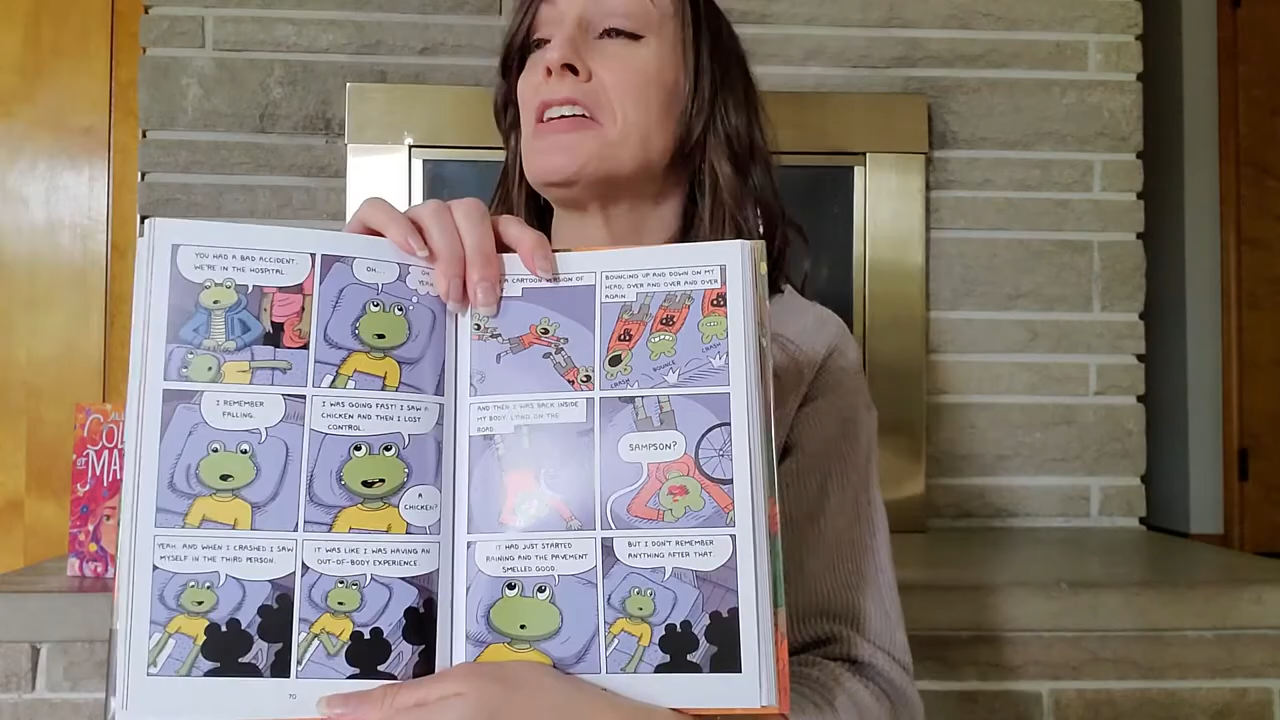 YOU HAD A BAD ACCIDENT.
WE'RE IN THE HOSPITAL.
OH...
OH
YEAH
I REMEMBER
FALLING.
I WAS GOING FAST! I SAW A
CHICKEN AND THEN I LOST
CONTROL.
A
CHICKEN?
YEAH. AND WHEN I CRASHED I SAW
MYSELF IN THE THIRD PERSON.
IT WAS LIKE I WAS HAVING AN
OUT-OF-BODY EXPERIENCE.
70
A CARTOON VERSION OF
BOUNCING UP AND DOWN ON MY
HEAD, OVER AND OVER AND OVER
AGAIN...
CRASH
BOUNCE
CRASH
AND THEN I WAS BACK INSIDE
MY BODY, LYING ON THE
ROAD.
SAMPSON?
IT HAD JUST STARTED
RAINING AND THE PAVEMENT
SMELLED GOOD.
BUT I DON'T REMEMBER
ANYTHING AFTER THAT.